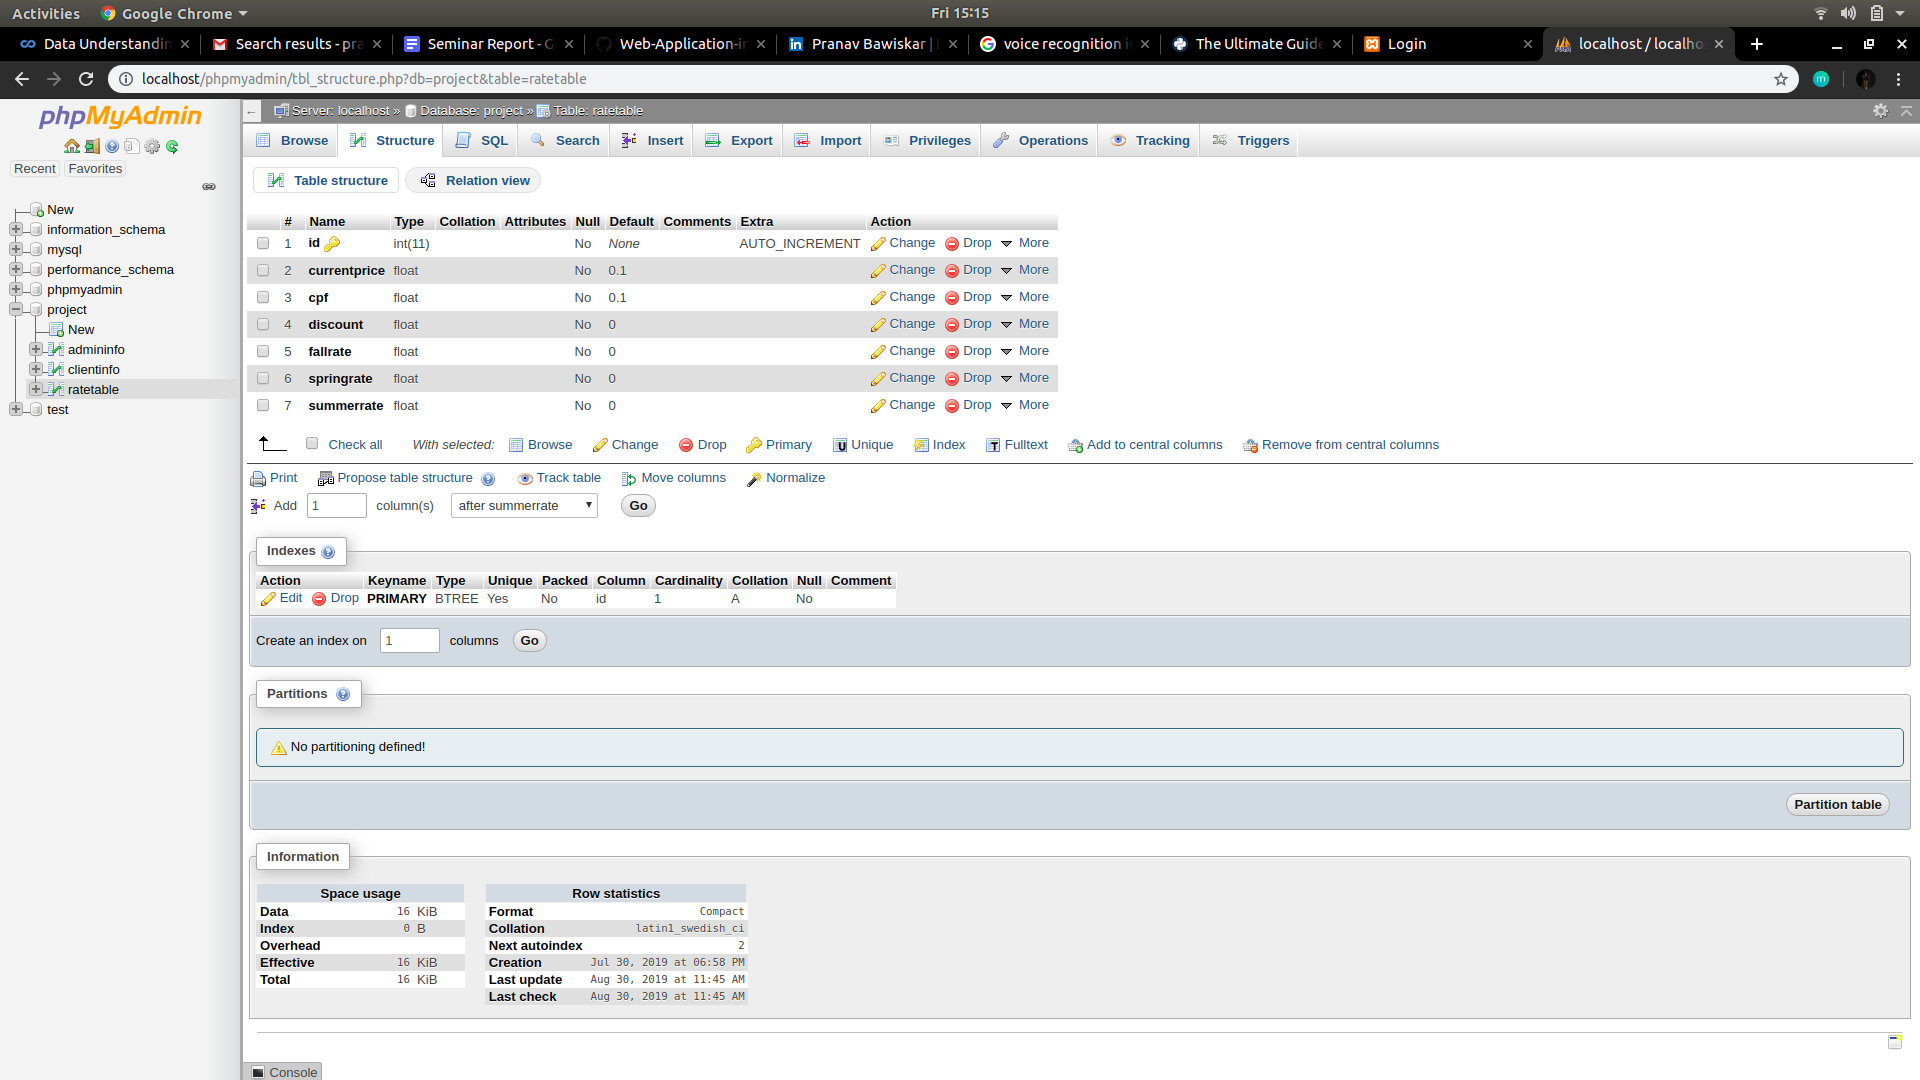 Activities Google Chrome Fri 15:15
Data Understandin Search results - pra Seminar Report - G Web-Application-i Pranav Bawiskar | voice recognition i The Ultimate Guide Login localhost / localho
localhost/phpmyadmin/tbl_structure.php?db=project&table=ratetable
phpMyAdmin
Recent Favorites
New
information_schema
mysql
performance_schema
phpmyadmin
project
New
admininfo
clientinfo
ratetable
test
Server: localhost » Database: project » Table: ratetable
Browse Structure SQL Search Insert Export Import Privileges Operations Tracking Triggers
Table structure Relation view
# Name Type Collation Attributes Null Default Comments Extra Action
1 id int(11) No None AUTO_INCREMENT Change Drop More
2 currentprice float No 0.1 Change Drop More
3 cpf float No 0.1 Change Drop More
4 discount float No 0 Change Drop More
5 fallrate float No 0 Change Drop More
6 springrate float No 0 Change Drop More
7 summerrate float No 0 Change Drop More
Check all With selected: Browse Change Drop Primary Unique Index Fulltext Add to central columns Remove from central columns
Print Propose table structure Track table Move columns Normalize
Add 1 column(s) after summerrate Go
Indexes
Action Keyname Type Unique Packed Column Cardinality Collation Null Comment
Edit Drop PRIMARY BTREE Yes No id 1 A No
Create an index on 1 columns Go
Partitions
No partitioning defined!
Partition table
Information
Space usage
Data 16 KiB
Index 0 B
Overhead
Effective 16 KiB
Total 16 KiB
Row statistics
Format Compact
Collation latin1_swedish_ci
Next autoindex 2
Creation Jul 30, 2019 at 06:58 PM
Last update Aug 30, 2019 at 11:45 AM
Last check Aug 30, 2019 at 11:45 AM
Console